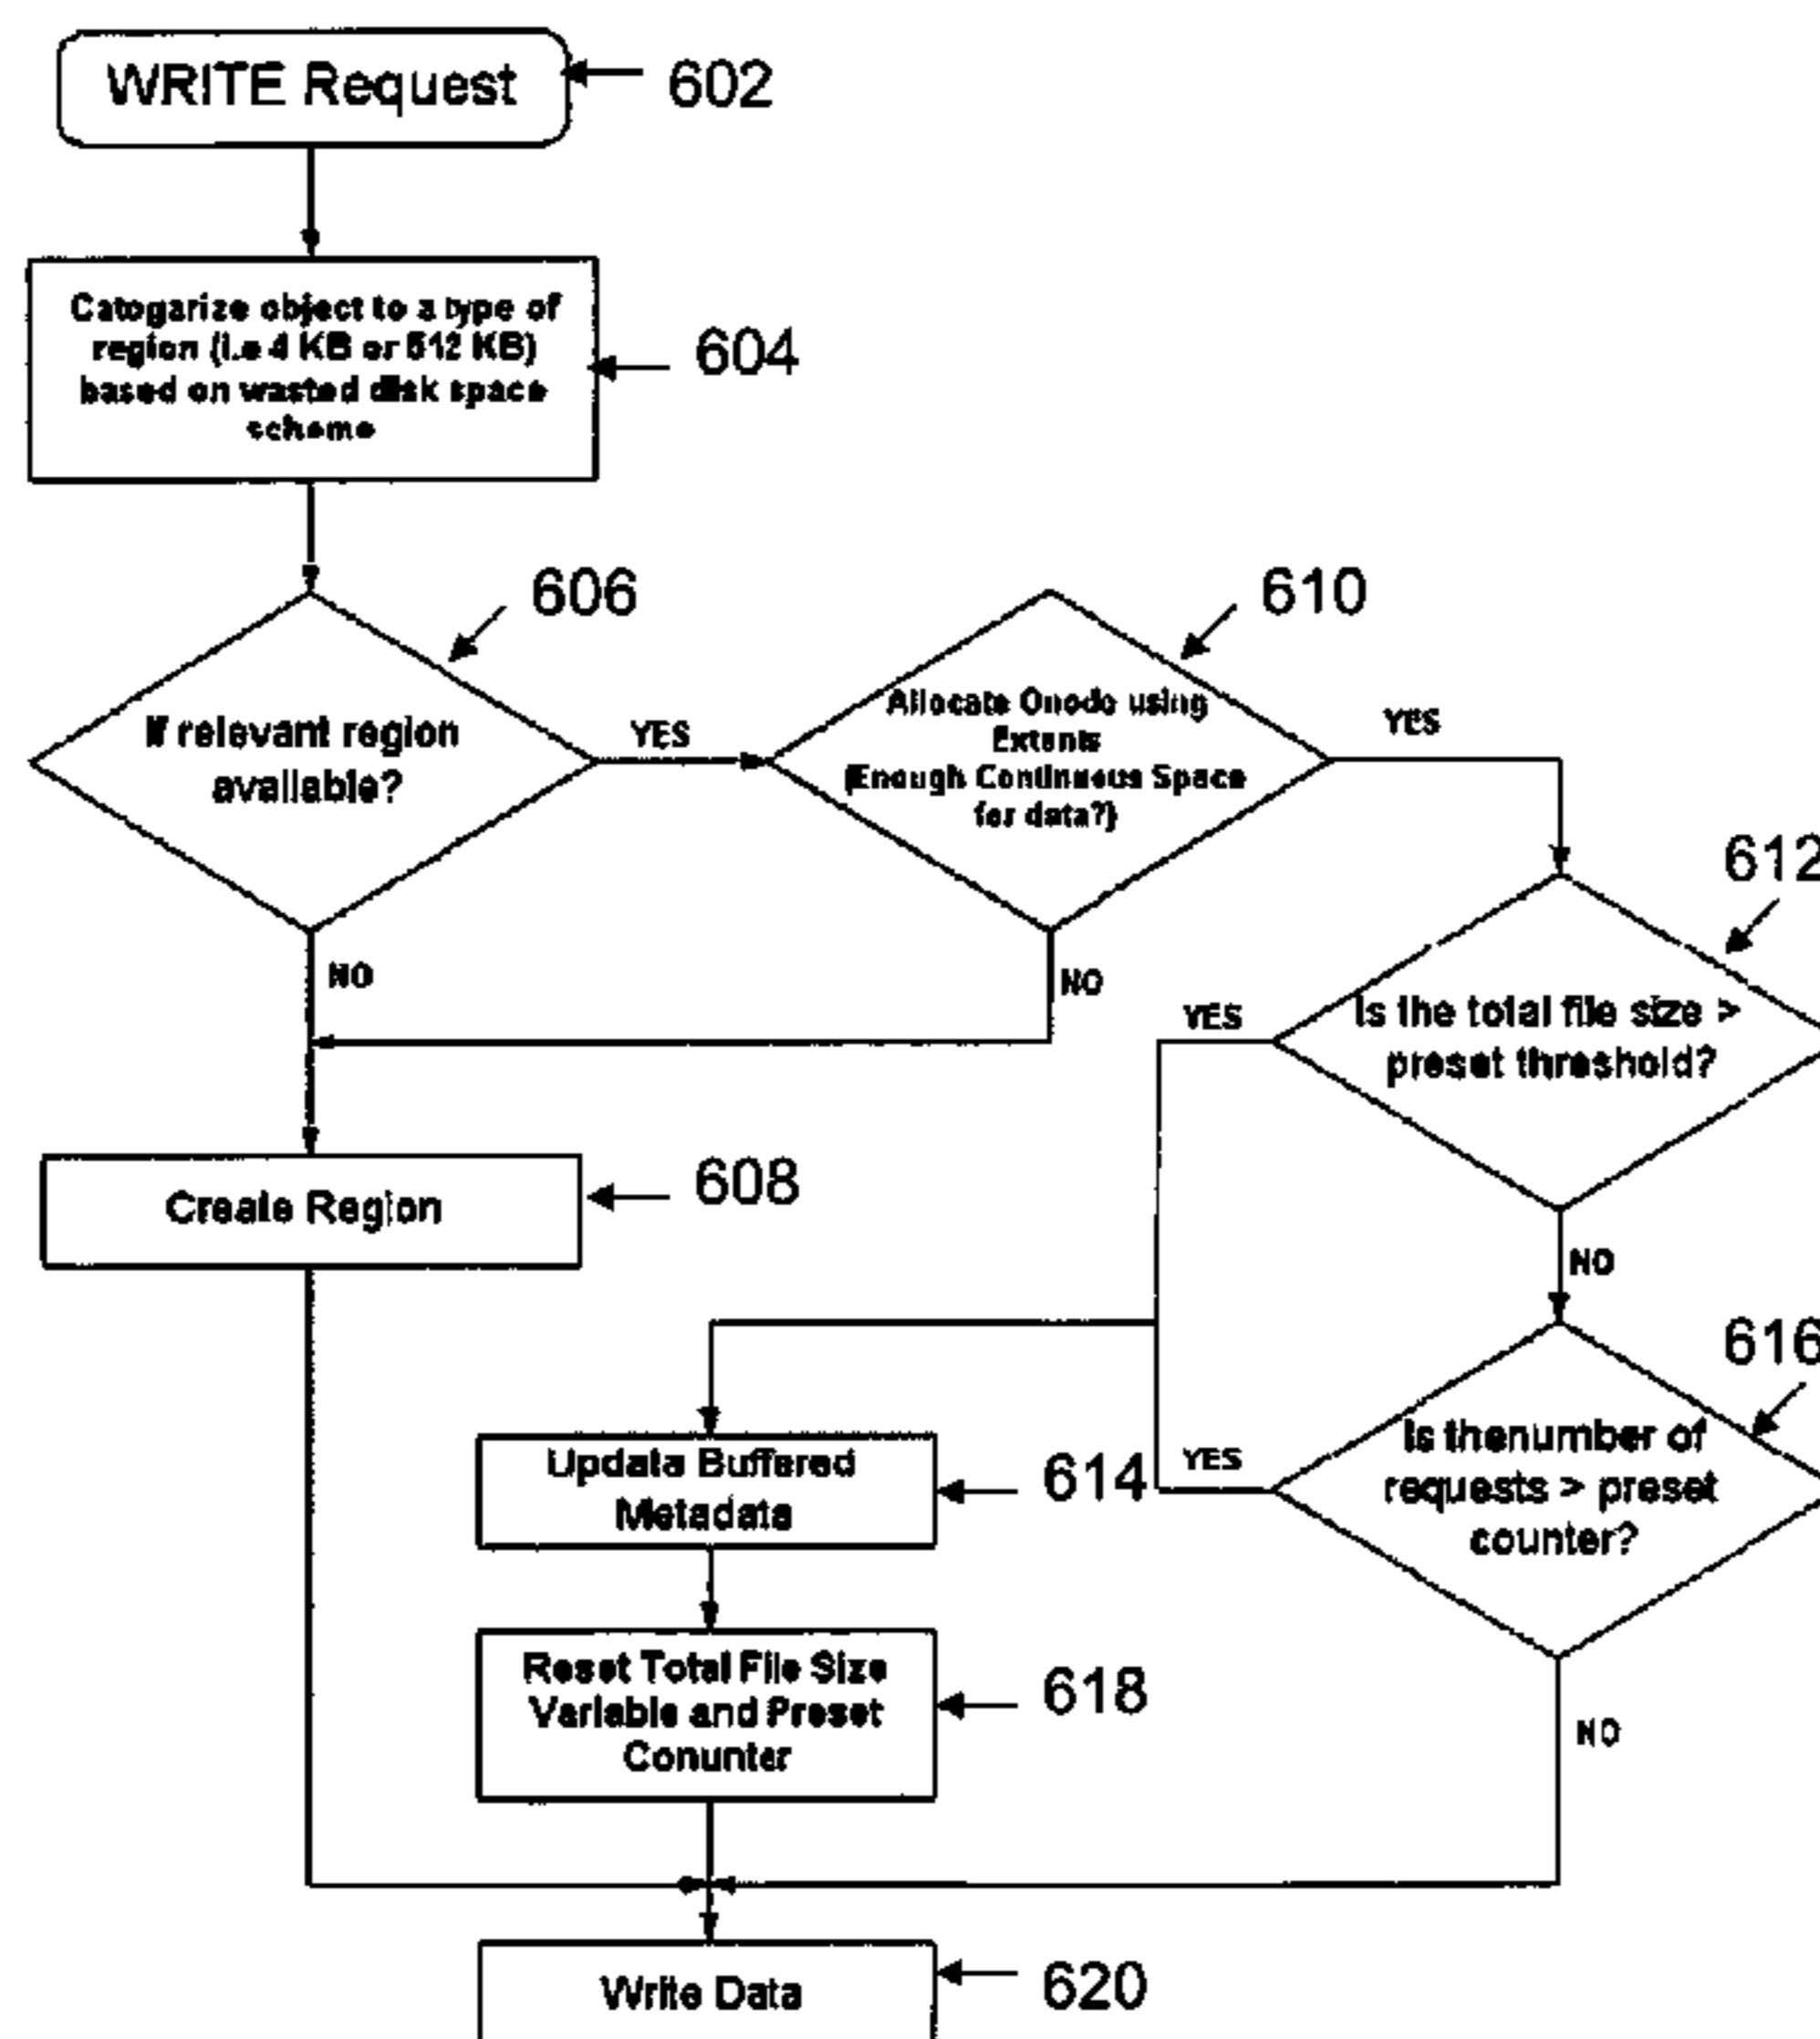 WRITE Request
602
Catogarize object to a type of
region (i.e 4 KB or 512 KB)
based on wasted disk space
scheme
604
606
If relevant region
available?
YES
NO
610
Allocate Onode using
Extents
(Enough Continuous Space
for data?)
YES
NO
612
Is the total file size >
preset threshold?
YES
NO
Create Region
608
616
Is thenumber of
requests > preset
counter?
YES
NO
Updata Buffered
Metadata
614
Reset Total File Size
Variable and Preset
Conunter
618
Write Data
620